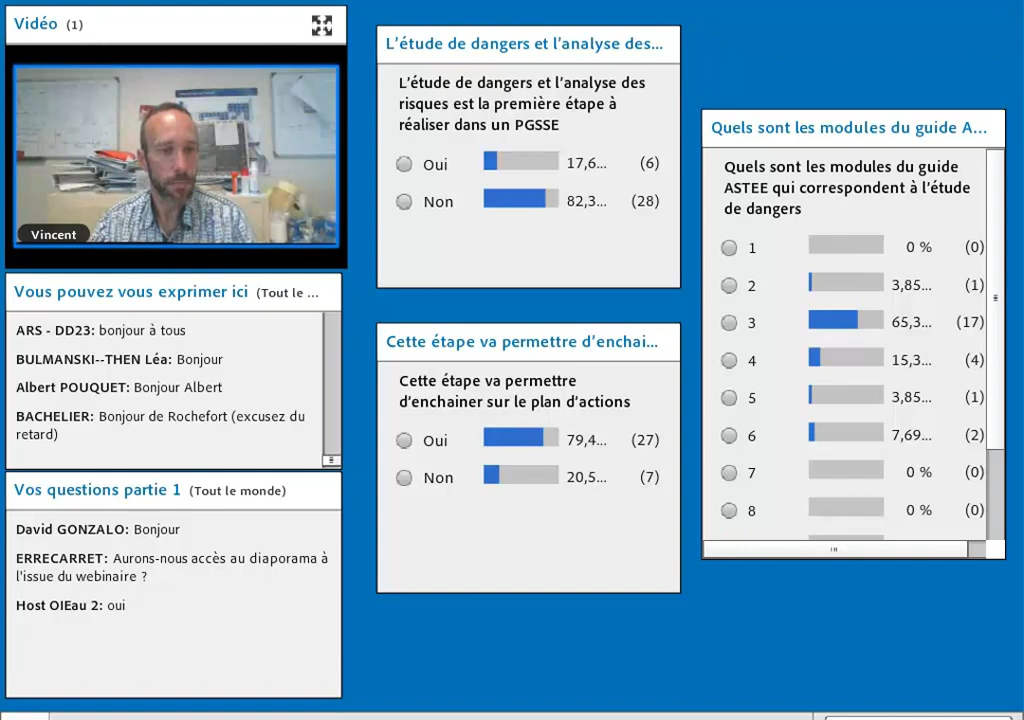 Vidéo (1)
Vincent
Vous pouvez vous exprimer ici (Tout le ...
ARS - DD23: bonjour à tous
BULMANSKI--THEN Léa: Bonjour
Albert POUQUET: Bonjour Albert
BACHELIER: Bonjour de Rochefort (excusez du
retard)
Vos questions partie 1 (Tout le monde)
David GONZALO: Bonjour
ERRECARRET: Aurons-nous accès au diaporama à
l'issue du webinaire ?
Host OIEau 2: oui
L'étude de dangers et l'analyse des...
L'étude de dangers et l'analyse des
risques est la première étape à
réaliser dans un PGSSE
Oui 17,6... (6)
Non 82,3... (28)
Cette étape va permettre d'enchai...
Cette étape va permettre
d'enchainer sur le plan d'actions
Oui 79,4... (27)
Non 20,5... (7)
Quels sont les modules du guide A...
Quels sont les modules du guide
ASTEE qui correspondent à l'étude
de dangers
1 0 % (0)
2 3,85... (1)
3 65,3... (17)
4 15,3... (4)
5 3,85... (1)
6 7,69... (2)
7 0 % (0)
8 0 % (0)